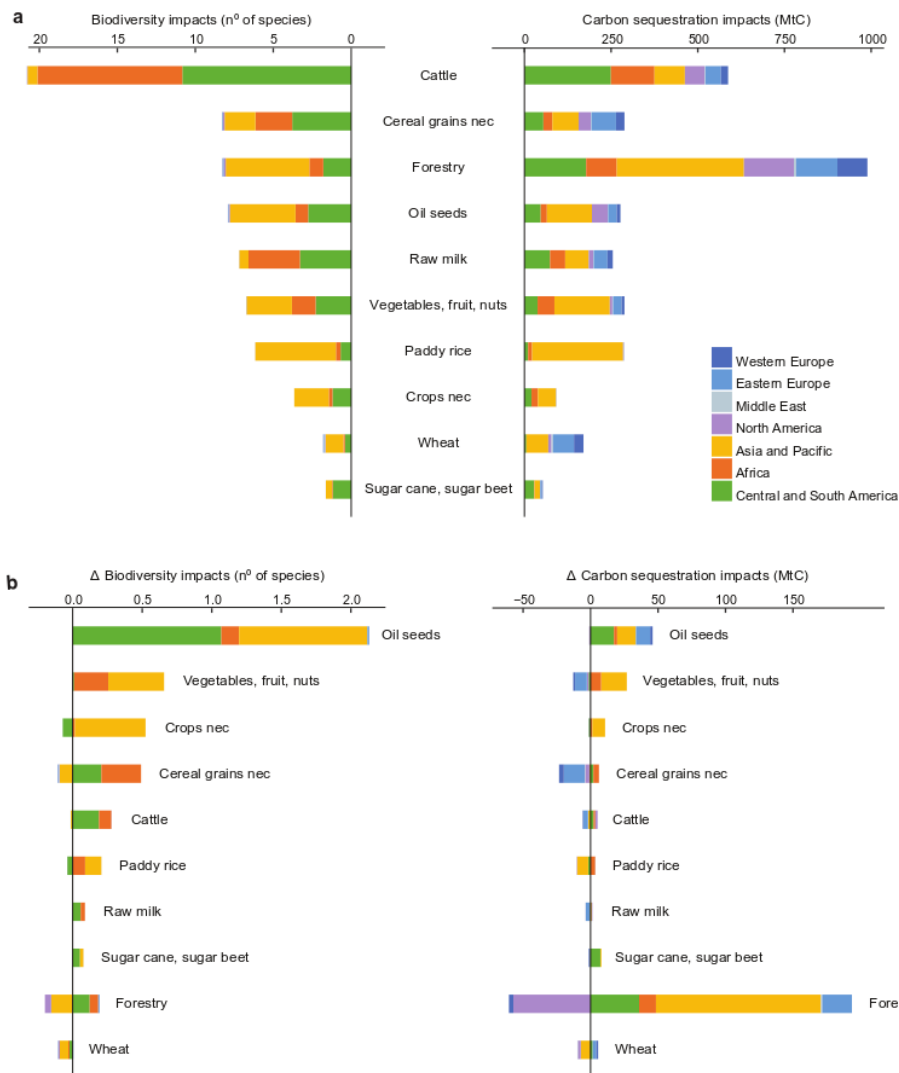 a
Biodiversity impacts (nº of species)
Carbon sequestration impacts (MtC)
20 15 10 5 0
0 250 500 750 1000
Cattle
Cereal grains nec
Forestry
Oil seeds
Raw milk
Vegetables, fruit, nuts
Paddy rice
Crops nec
Wheat
Sugar cane, sugar beet
Western Europe
Eastern Europe
Middle East
North America
Asia and Pacific
Africa
Central and South America
b
Δ Biodiversity impacts (nº of species)
Δ Carbon sequestration impacts (MtC)
0.0 0.5 1.0 1.5 2.0
−50 0 50 100 150
Oil seeds
Oil seeds
Vegetables, fruit, nuts
Vegetables, fruit, nuts
Crops nec
Crops nec
Cereal grains nec
Cereal grains nec
Cattle
Cattle
Paddy rice
Paddy rice
Raw milk
Raw milk
Sugar cane, sugar beet
Sugar cane, sugar beet
Forestry
Fore
Wheat
Wheat